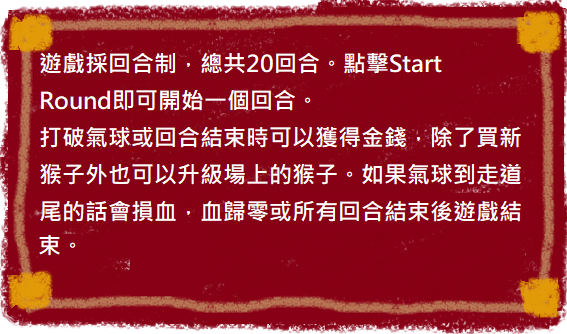 遊戲採回合制，總共20回合。點擊Start
Round即可開始一個回合。
打破氣球或回合結束時可以獲得金錢，除了買新
猴子外也可以升級場上的猴子。如果氣球到走道
尾的話會損血，血歸零或所有回合結束後遊戲結
束。